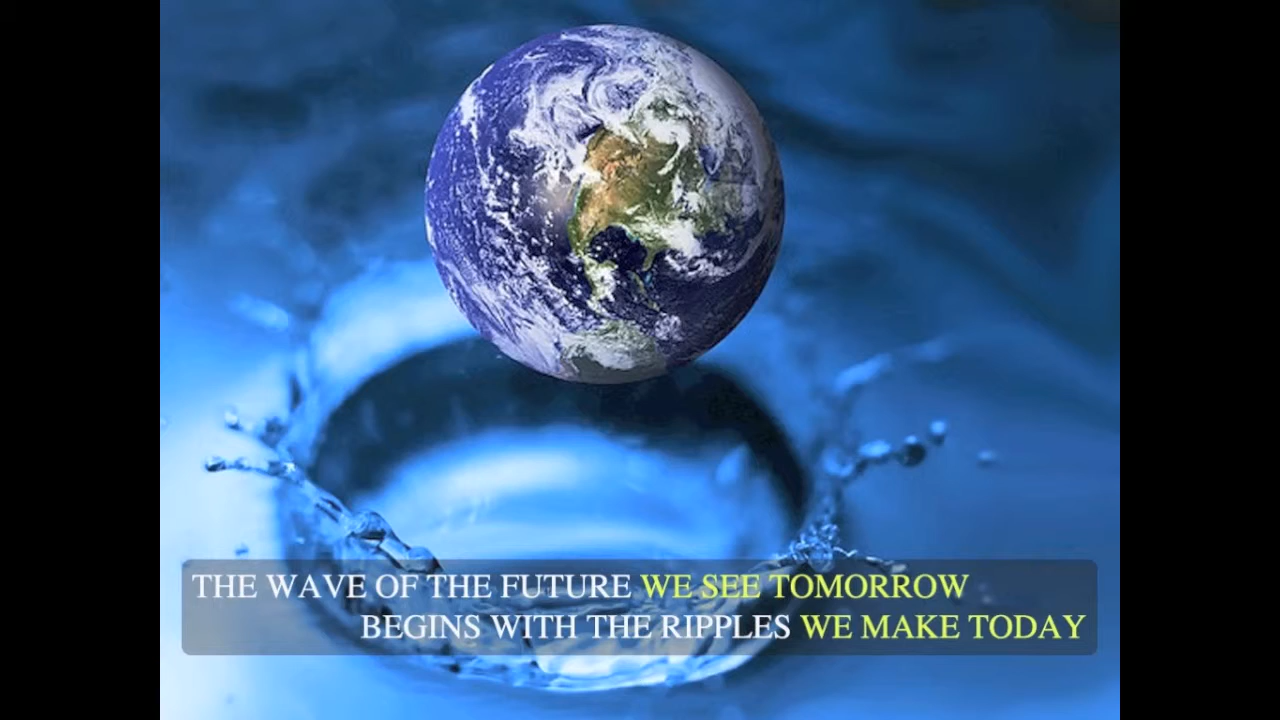 THE WAVE OF THE FUTURE WE SEE TOMORROW
BEGINS WITH THE RIPPLES WE MAKE TODAY